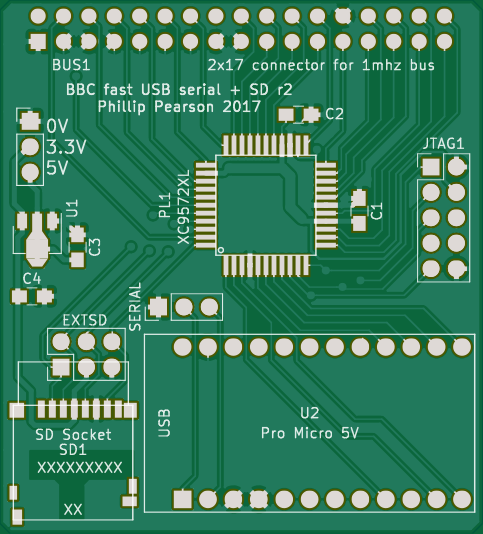 BUS1
2x17 connector for 1mhz bus
BBC fast USB serial + SD r2
Phillip Pearson 2017
C2
0V
3.3V
5V
JTAG1
PL1
XC9572XL
U1
C1
C3
C4
SERIAL
EXTSD
USB
U2
Pro Micro 5V
SD Socket
SD1
XXXXXXXXX
XX